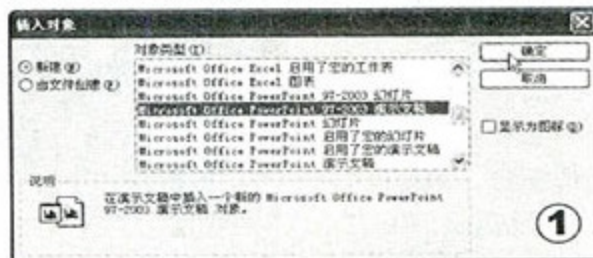 插入对象
对象类型(T):
新建(N)
由文件创建(F)
Microsoft Office Excel 启用了宏的工作表
Microsoft Office Excel 图表
Microsoft Office PowerPoint 97-2003 幻灯片
Microsoft Office PowerPoint 97-2003 演示文稿
Microsoft Office PowerPoint 幻灯片
Microsoft Office PowerPoint 启用了宏的幻灯片
Microsoft Office PowerPoint 启用了宏的演示文稿
Microsoft Office PowerPoint 演示文稿
确定
取消
显示为图标(D)
说明
在演示文稿中插入一个新的 Microsoft Office PowerPoint
97-2003 演示文稿 对象。
①